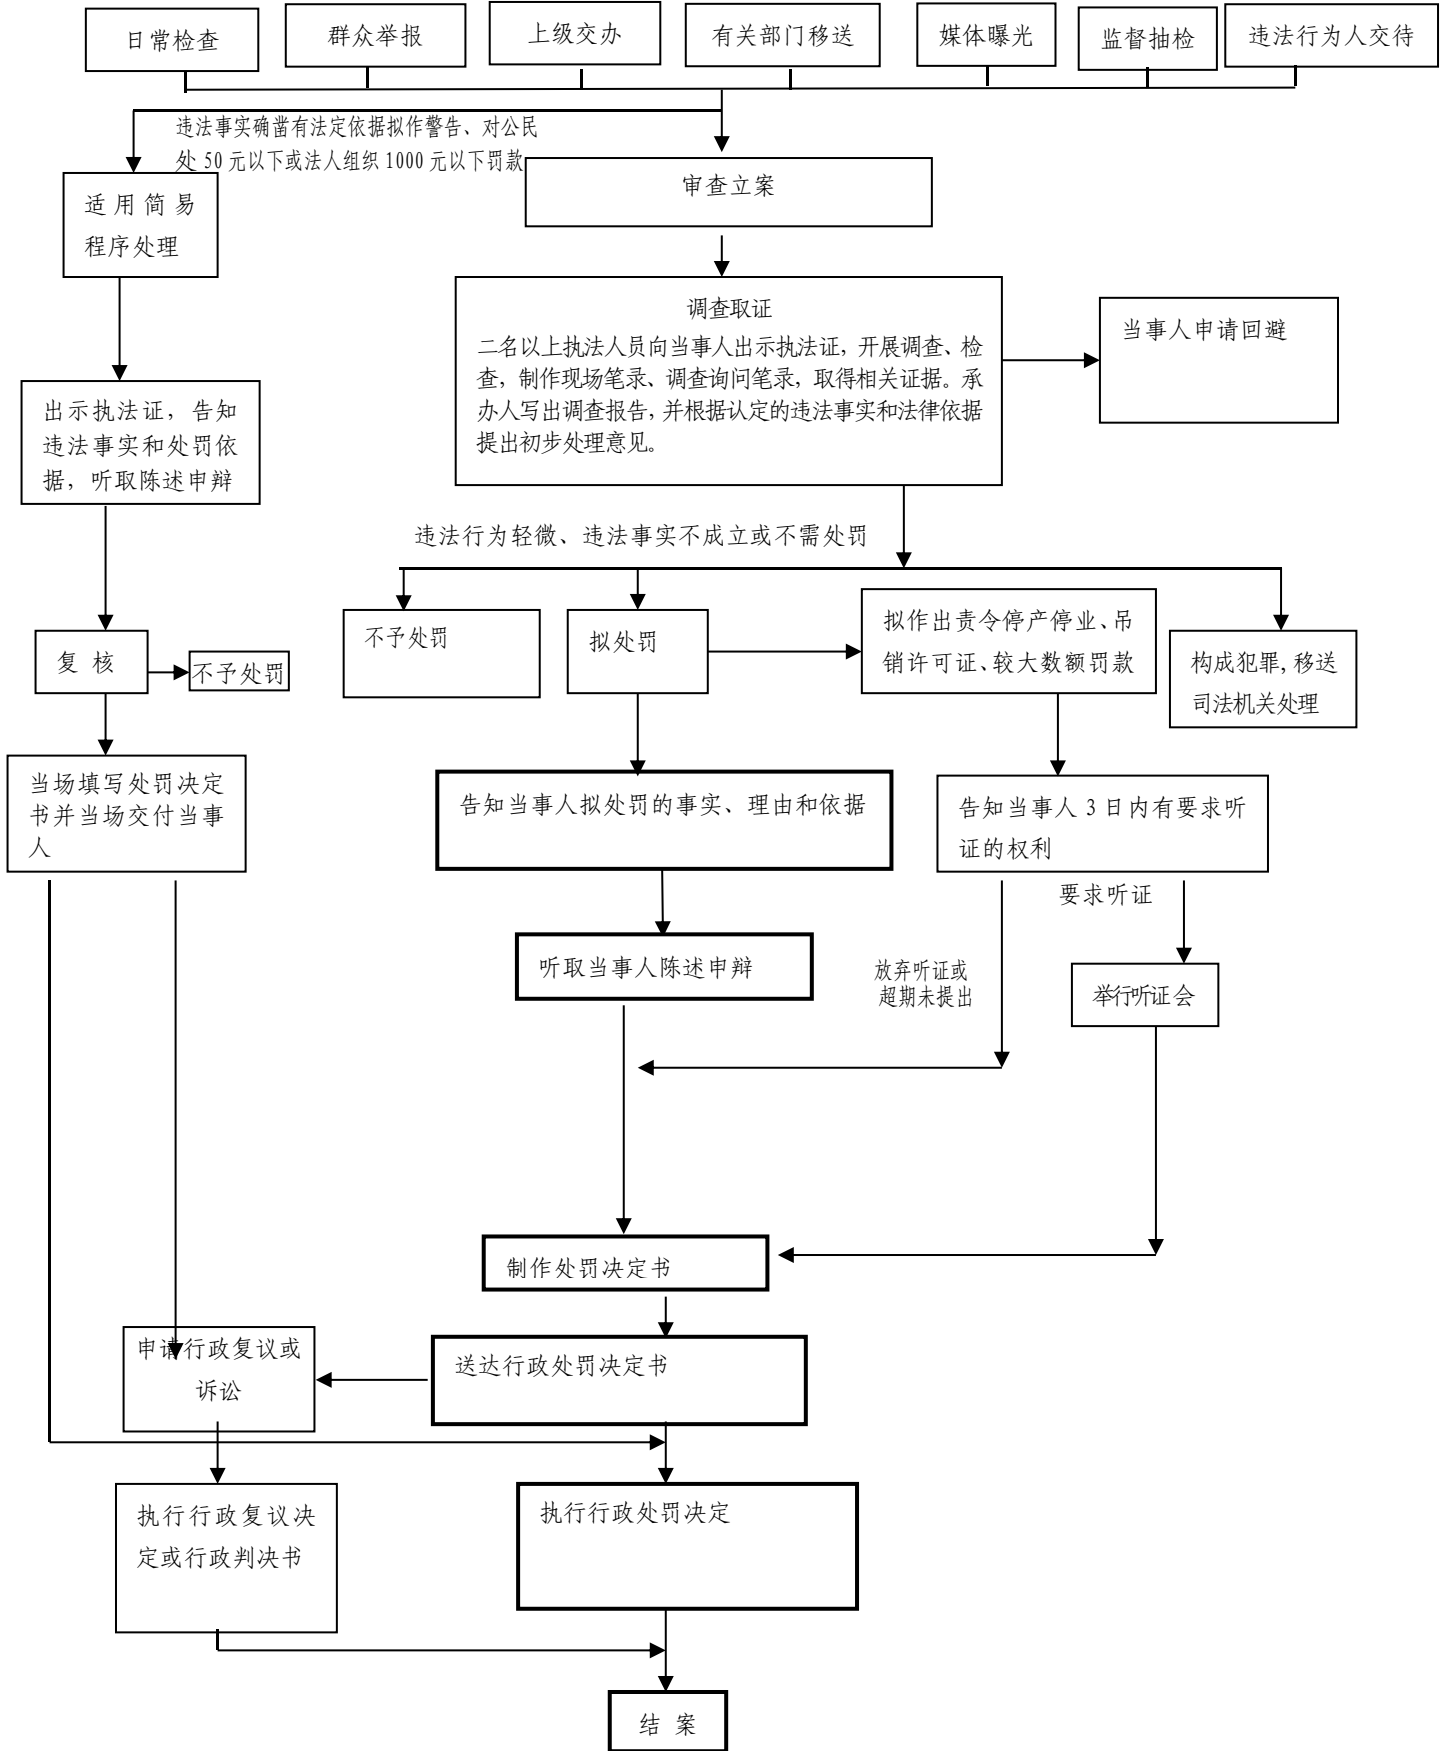 日常检查
群众举报
上级交办
有关部门移送
媒体曝光
监督抽检
违法行为人交待
违法事实确凿有法定依据拟作警告、对公民
处 50 元以下或法人组织 1000 元以下罚款
适用简易
程序处理
审查立案
调查取证
二名以上执法人员向当事人出示执法证，开展调查、检
查，制作现场笔录、调查询问笔录，取得相关证据。承
办人写出调查报告，并根据认定的违法事实和法律依据
提出初步处理意见。
当事人申请回避
出示执法证，告知
违法事实和处罚依
据，听取陈述申辩
违法行为轻微、违法事实不成立或不需处罚
复 核
不予处罚
不予处罚
拟处罚
拟作出责令停产停业、吊
销许可证、较大数额罚款
构成犯罪，移送
司法机关处理
当场填写处罚决定
书并当场交付当事
人
告知当事人拟处罚的事实、理由和依据
告知当事人 3 日内有要求听
证的权利
要求听证
听取当事人陈述申辩
放弃听证或
超期未提出
举行听证会
制作处罚决定书
申请行政复议或
诉讼
送达行政处罚决定书
执行行政复议决
定或行政判决书
执行行政处罚决定
结 案